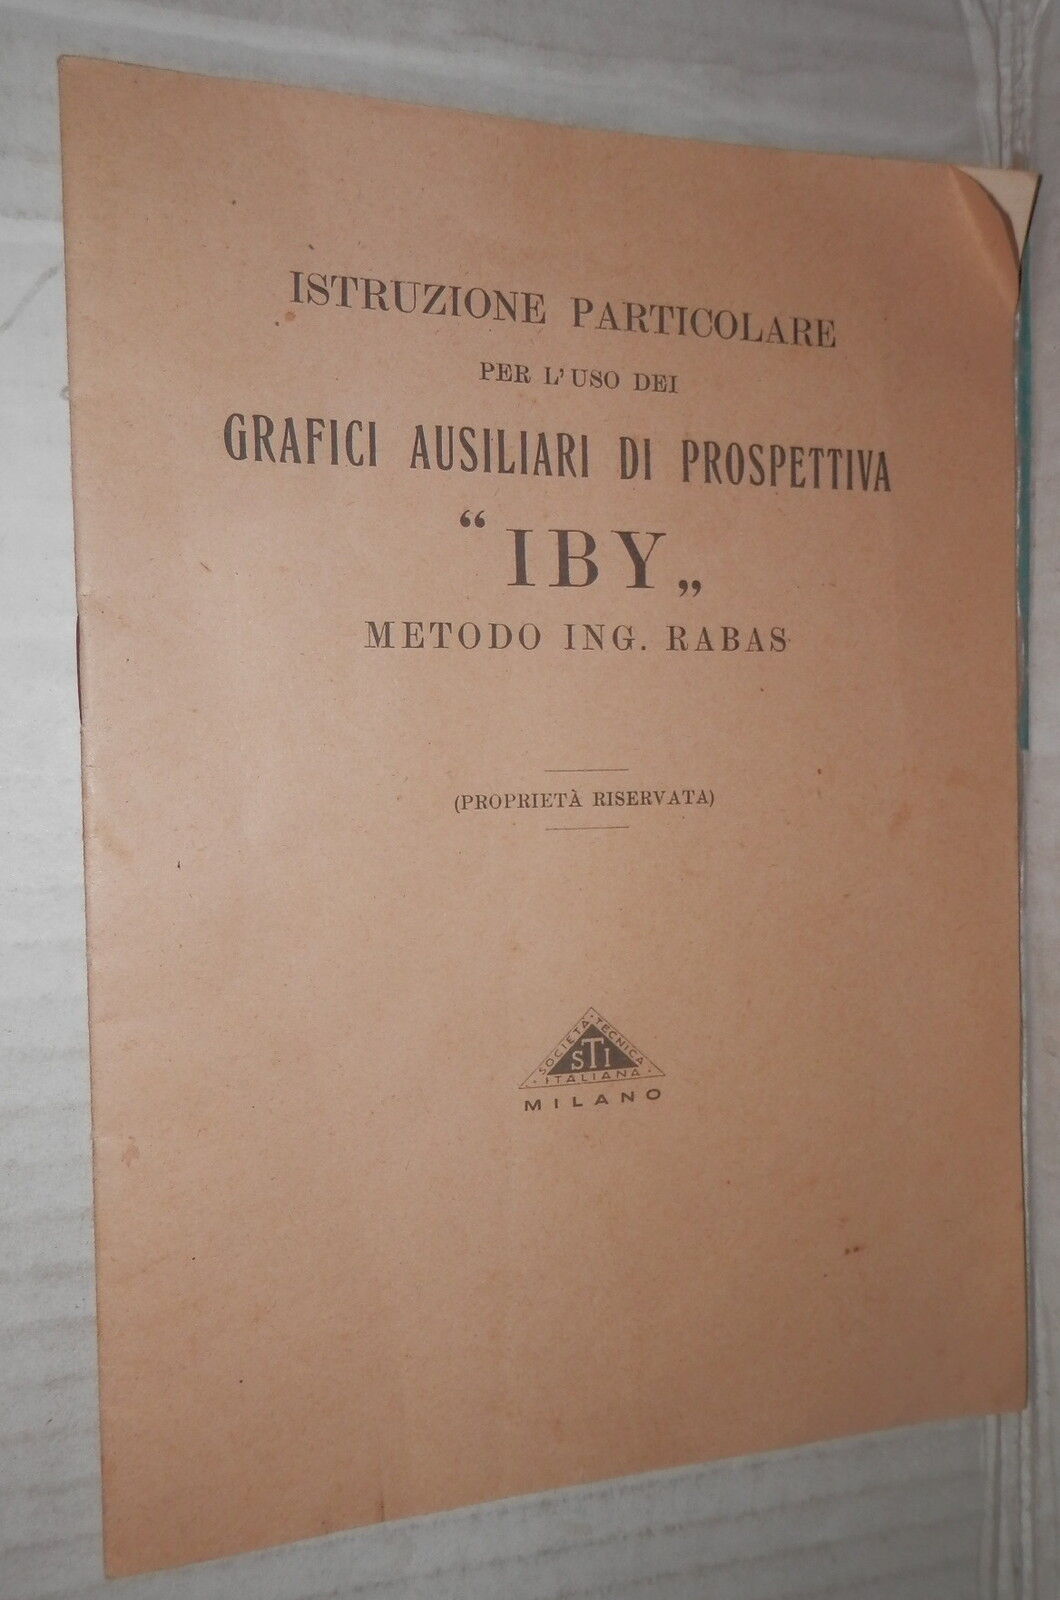 ISTRUZIONE PARTICOLARE
PER L'USO DEI
GRAFICI AUSILIARI DI PROSPETTIVA
“IBY„
METODO ING. RABAS
(PROPRIETÀ RISERVATA)
SOCIETÀ · TECNICA
STI
· ITALIANA ·
MILANO